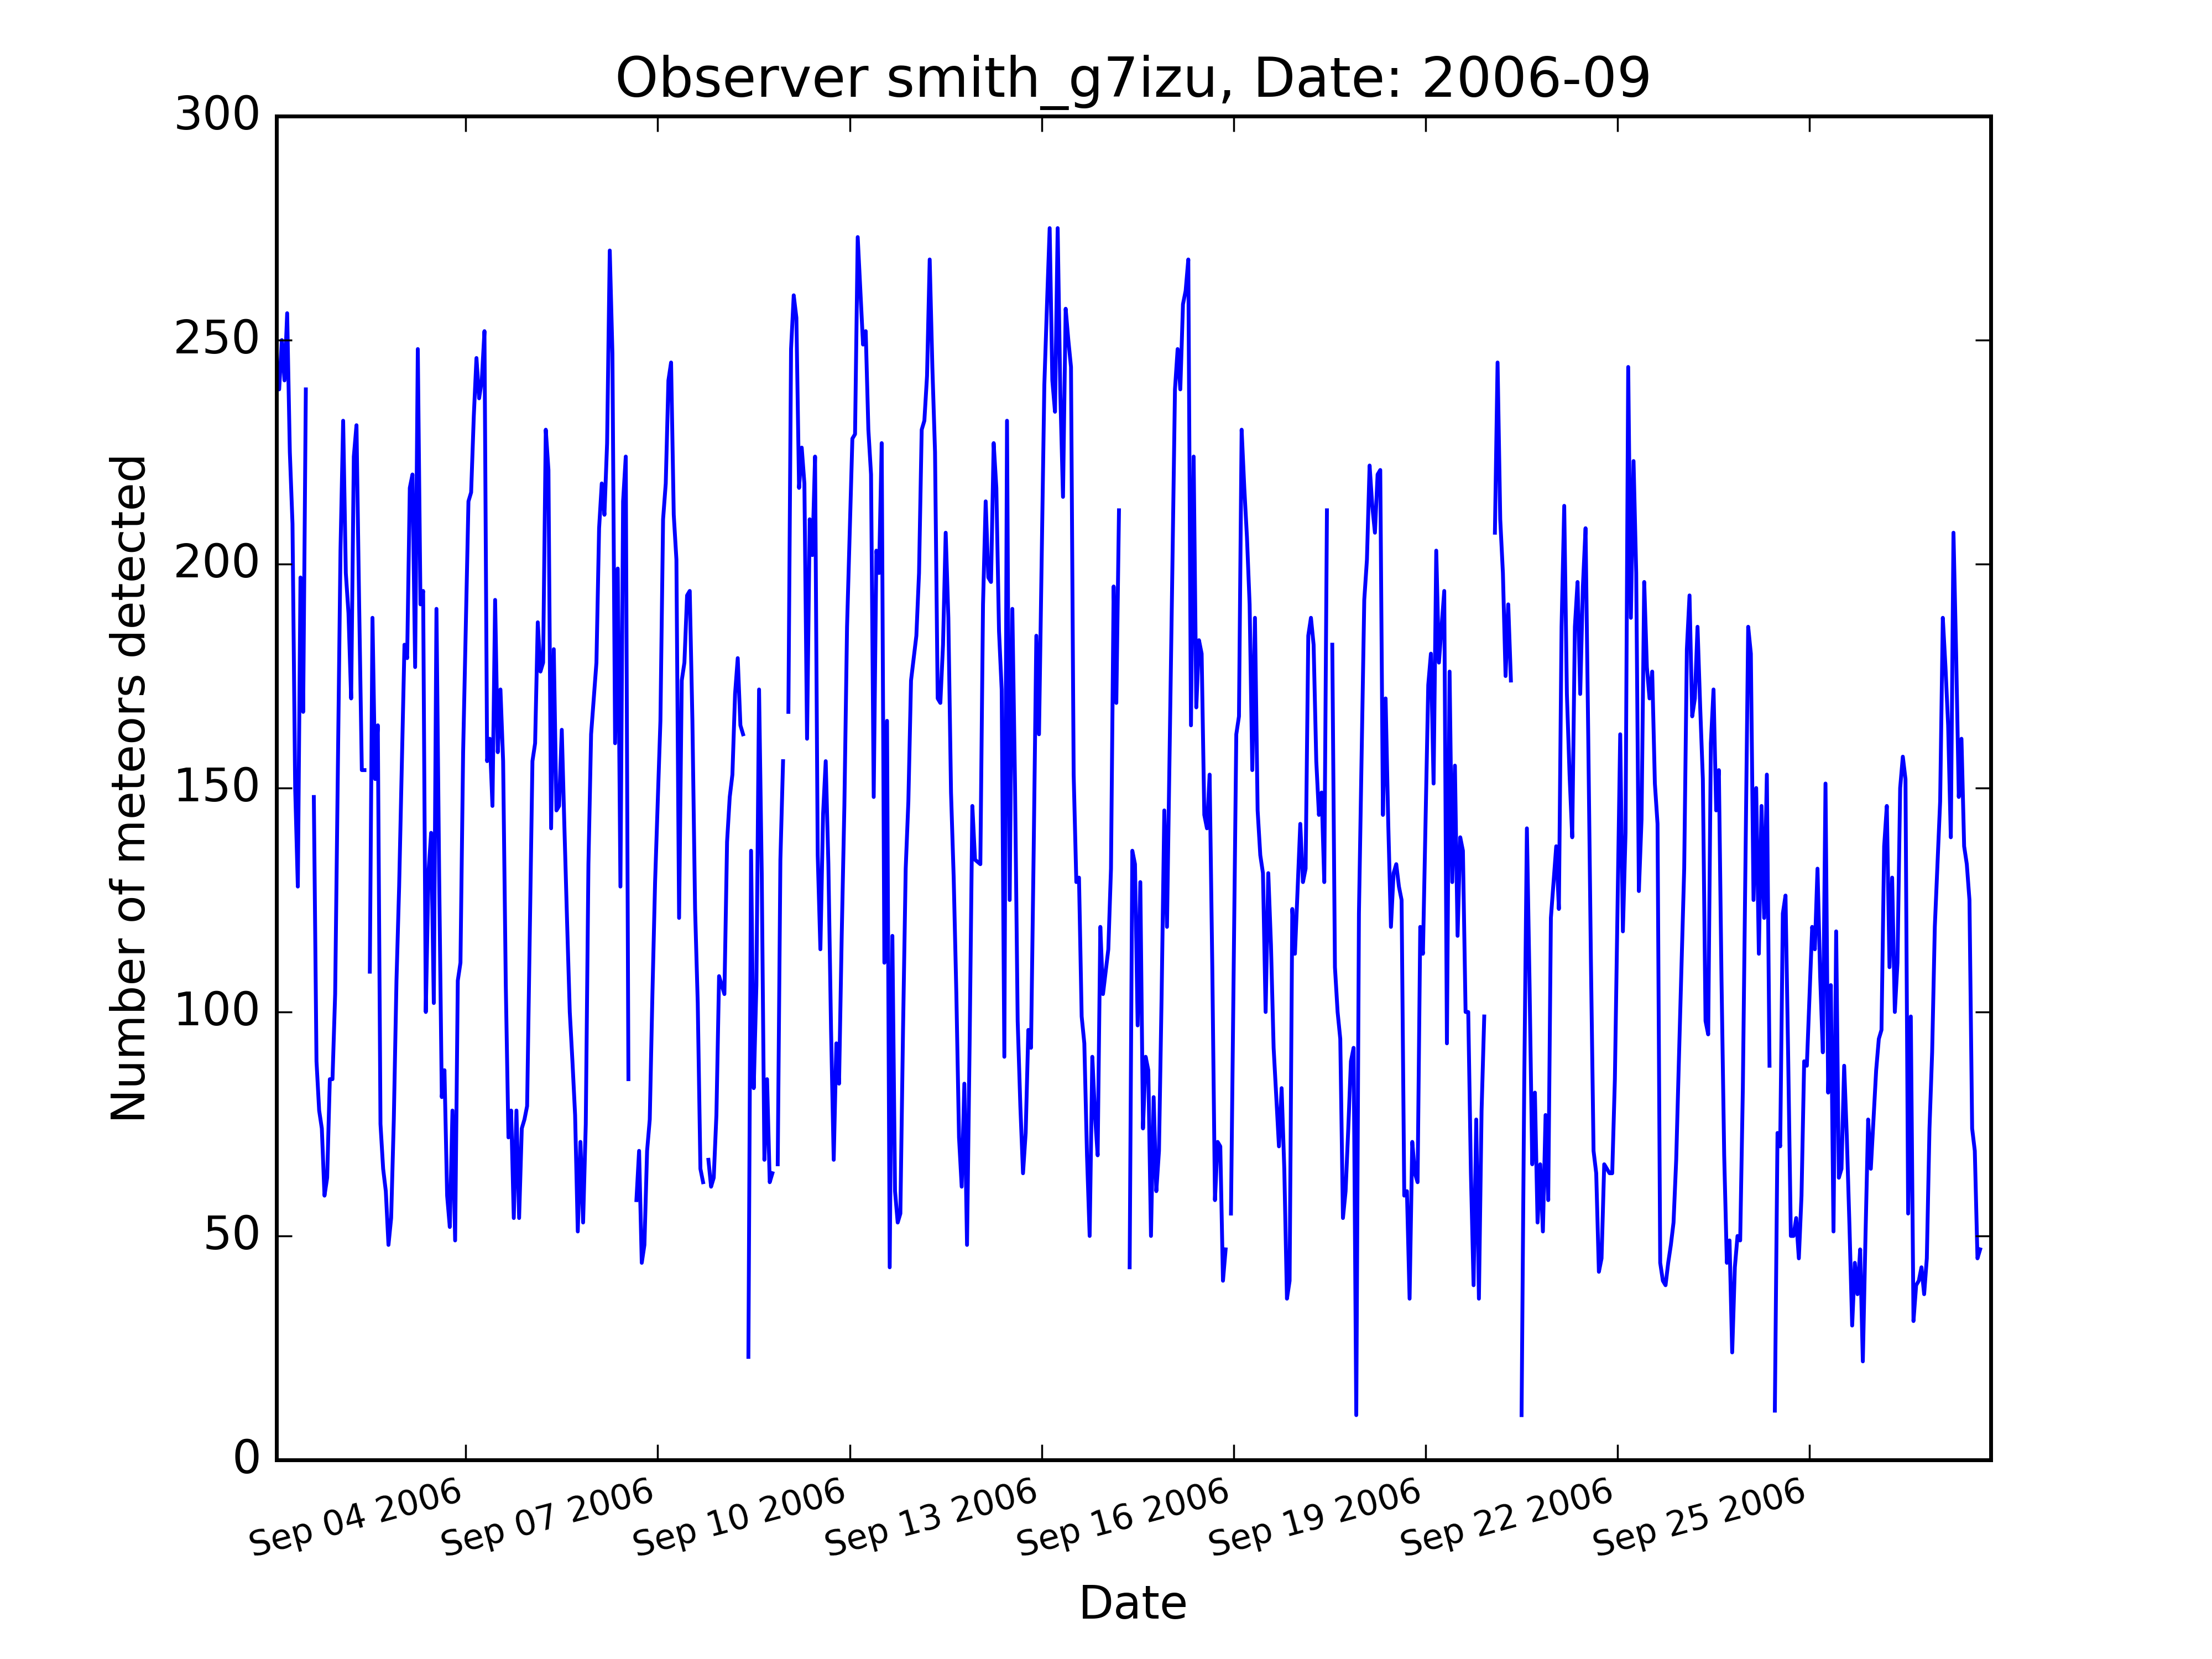 Observer smith_g7izu, Date: 2006-09
300
250
200
150
100
50
0
Number of meteors detected
Sep 04 2006
Sep 07 2006
Sep 10 2006
Sep 13 2006
Sep 16 2006
Sep 19 2006
Sep 22 2006
Sep 25 2006
Date